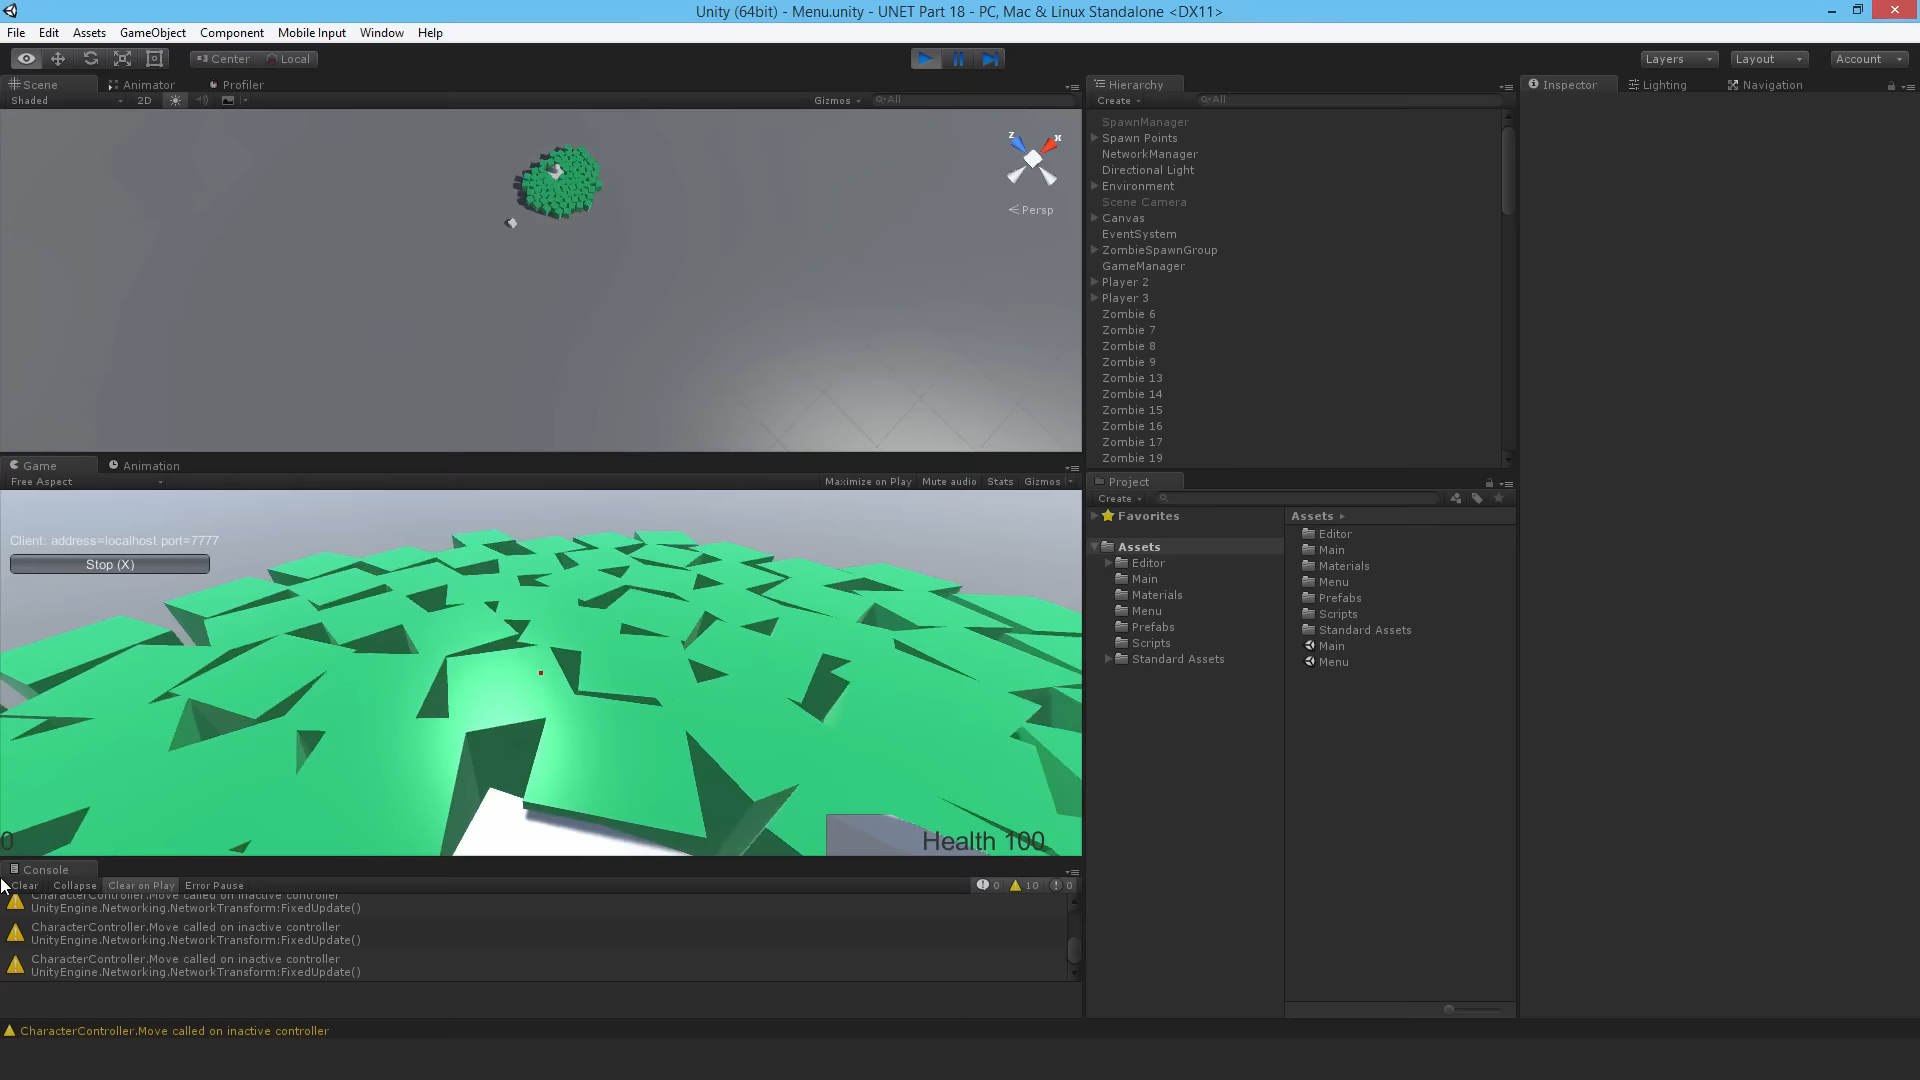 Unity (64bit) - Menu.unity - UNET Part 18 - PC, Mac & Linux Standalone <DX11>
File Edit Assets GameObject Component Mobile Input Window Help
Center Local
Layers Layout Account
Scene Animator Profiler
Shaded 2D Gizmos All
z x
Persp
Hierarchy
Create All
SpawnManager
Spawn Points
NetworkManager
Directional Light
Environment
Scene Camera
Canvas
EventSystem
ZombieSpawnGroup
GameManager
Player 2
Player 3
Zombie 6
Zombie 7
Zombie 8
Zombie 9
Zombie 13
Zombie 14
Zombie 15
Zombie 16
Zombie 17
Zombie 19
Inspector Lighting Navigation
Game Animation
Free Aspect Maximize on Play Mute audio Stats Gizmos
Client: address=localhost port=7777
Stop (X)
0
Health 100
Project
Create
Favorites
Assets
Editor
Main
Materials
Menu
Prefabs
Scripts
Standard Assets
Assets
Editor
Main
Materials
Menu
Prefabs
Scripts
Standard Assets
Main
Menu
Console
Clear Collapse Clear on Play Error Pause 0 10 0
CharacterController.Move called on inactive controller
UnityEngine.Networking.NetworkTransform:FixedUpdate()
CharacterController.Move called on inactive controller
UnityEngine.Networking.NetworkTransform:FixedUpdate()
CharacterController.Move called on inactive controller
UnityEngine.Networking.NetworkTransform:FixedUpdate()
CharacterController.Move called on inactive controller